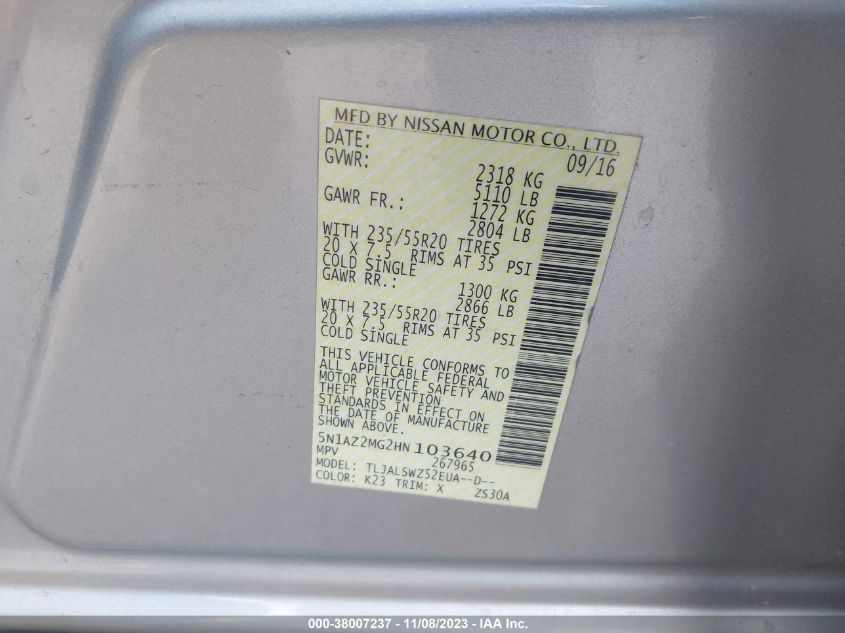 MFD BY NISSAN MOTOR CO., LTD.
DATE: 09/16
GVWR: 2318 KG
5110 LB
GAWR FR.: 1272 KG
2804 LB
WITH 235/55R20 TIRES
20 X 7.5 RIMS AT 35 PSI
COLD SINGLE
GAWR RR.: 1300 KG
2866 LB
WITH 235/55R20 TIRES
20 X 7.5 RIMS AT 35 PSI
COLD SINGLE
THIS VEHICLE CONFORMS TO
ALL APPLICABLE FEDERAL
MOTOR VEHICLE SAFETY AND
THEFT PREVENTION
STANDARDS IN EFFECT ON
THE DATE OF MANUFACTURE
SHOWN ABOVE.
5N1AZ2MG2HN 103640
MPV 267965
MODEL: TLJALSWZ52EUA--D--
COLOR: K23 TRIM: X ZS30A
000-38007237 - 11/08/2023 - © IAA, Inc.